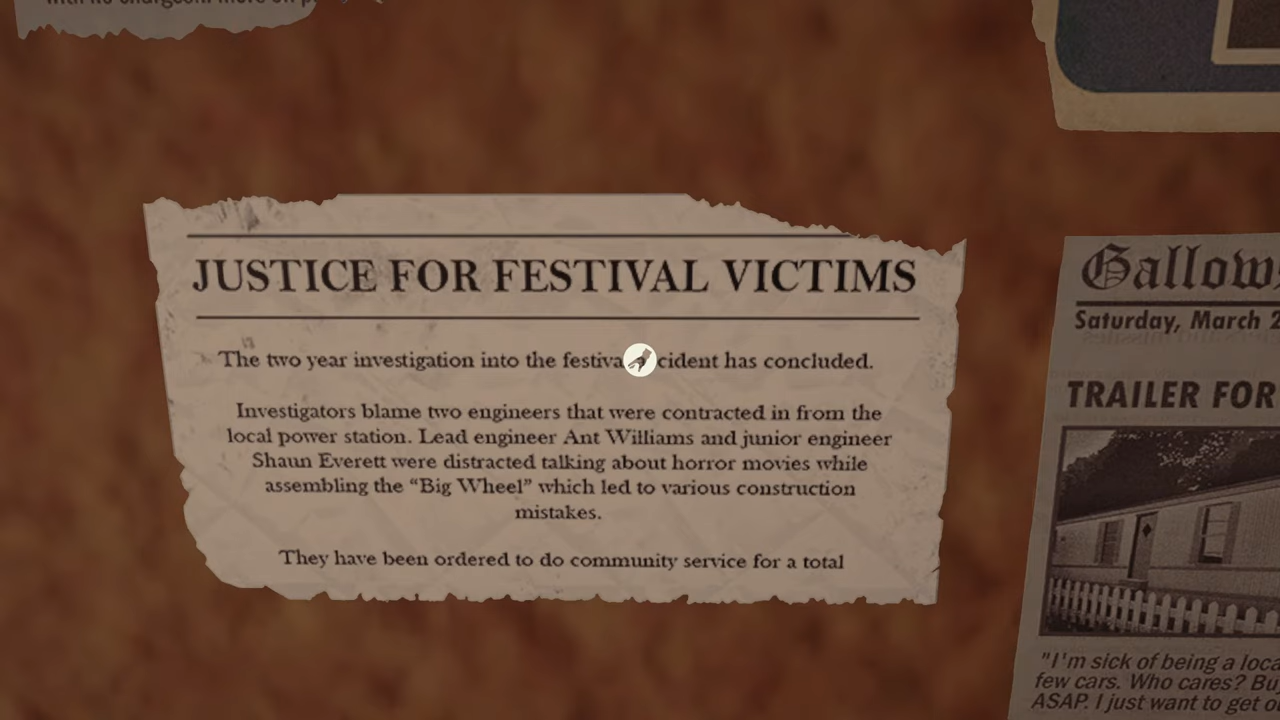 JUSTICE FOR FESTIVAL VICTIMS
The two year investigation into the festiva cident has concluded.
Investigators blame two engineers that were contracted in from the
local power station. Lead engineer Ant Williams and junior engineer
Shaun Everett were distracted talking about horror movies while
assembling the “Big Wheel” which led to various construction
mistakes.
They have been ordered to do community service for a total
Gallow
Saturday, March 2
TRAILER FOR
"I'm sick of being a loca
few cars. Who cares? Bu
ASAP. I just want to get o